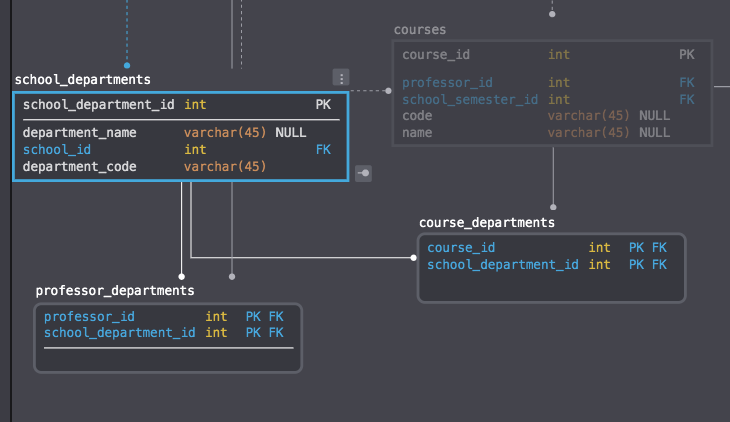 courses
course_id int PK
professor_id int FK
school_semester_id int FK
code varchar(45) NULL
name varchar(45) NULL
school_departments
school_department_id int PK
department_name varchar(45) NULL
school_id int FK
department_code varchar(45)
course_departments
course_id int PK FK
school_department_id int PK FK
professor_departments
professor_id int PK FK
school_department_id int PK FK